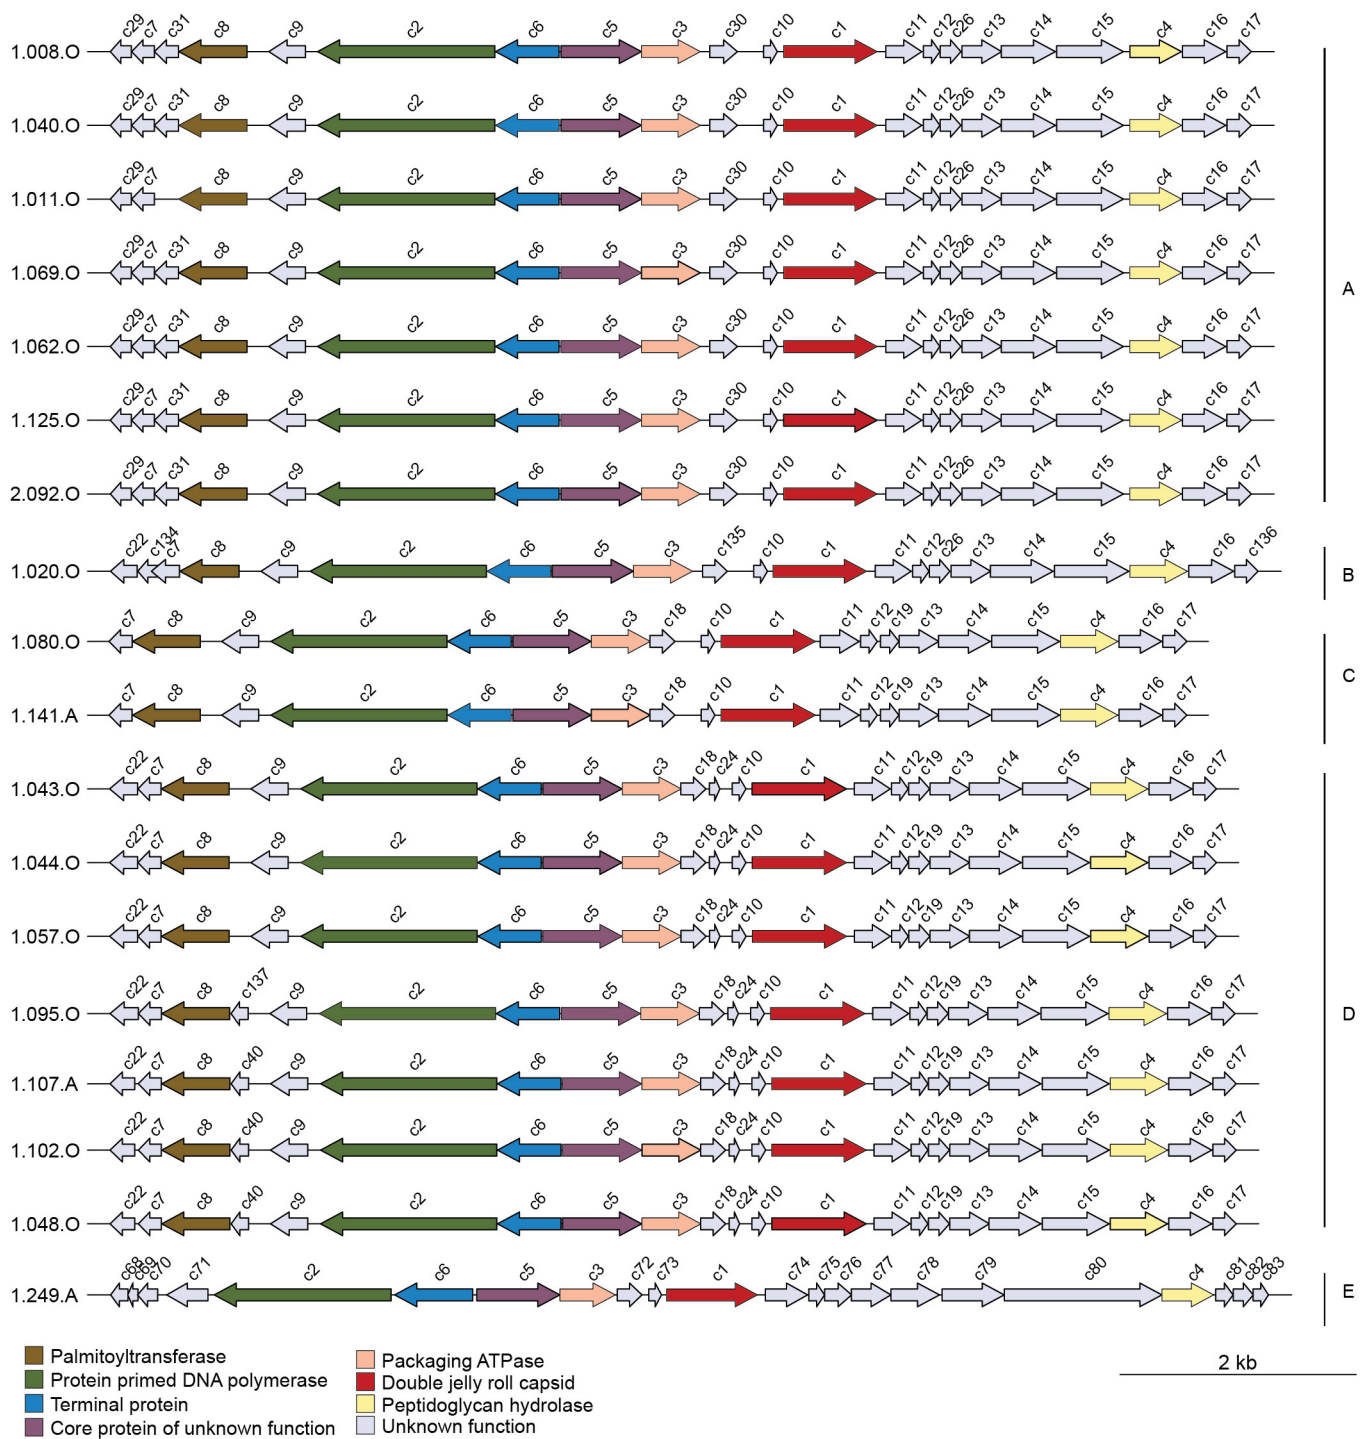 c29 c7 c31 c8 c9 c2 c6 c5 c3 c30 c10 c1 c11 c12 c26 c13 c14 c15 c4 c16 c17
1.008.O
c29 c7 c31 c8 c9 c2 c6 c5 c3 c30 c10 c1 c11 c12 c26 c13 c14 c15 c4 c16 c17
1.040.O
c29 c7 c8 c9 c2 c6 c5 c3 c30 c10 c1 c11 c12 c26 c13 c14 c15 c4 c16 c17
1.011.O
c29 c7 c31 c8 c9 c2 c6 c5 c3 c30 c10 c1 c11 c12 c26 c13 c14 c15 c4 c16 c17
1.069.O
A
c29 c7 c31 c8 c9 c2 c6 c5 c3 c30 c10 c1 c11 c12 c26 c13 c14 c15 c4 c16 c17
1.062.O
c29 c7 c31 c8 c9 c2 c6 c5 c3 c30 c10 c1 c11 c12 c26 c13 c14 c15 c4 c16 c17
1.125.O
c29 c7 c31 c8 c9 c2 c6 c5 c3 c30 c10 c1 c11 c12 c26 c13 c14 c15 c4 c16 c17
2.092.O
c22 c134 c7 c8 c9 c2 c6 c5 c3 c135 c10 c1 c11 c12 c26 c13 c14 c15 c4 c16 c136
1.020.O
B
c7 c8 c9 c2 c6 c5 c3 c18 c10 c1 c11 c12 c19 c13 c14 c15 c4 c16 c17
1.080.O
C
c7 c8 c9 c2 c6 c5 c3 c18 c10 c1 c11 c12 c19 c13 c14 c15 c4 c16 c17
1.141.A
c22 c7 c8 c9 c2 c6 c5 c3 c18 c24 c10 c1 c11 c12 c19 c13 c14 c15 c4 c16 c17
1.043.O
c22 c7 c8 c9 c2 c6 c5 c3 c18 c24 c10 c1 c11 c12 c19 c13 c14 c15 c4 c16 c17
1.044.O
c22 c7 c8 c9 c2 c6 c5 c3 c18 c24 c10 c1 c11 c12 c19 c13 c14 c15 c4 c16 c17
1.057.O
c22 c7 c8 c137 c9 c2 c6 c5 c3 c18 c24 c10 c1 c11 c12 c19 c13 c14 c15 c4 c16 c17
1.095.O
D
c22 c7 c8 c40 c9 c2 c6 c5 c3 c18 c24 c10 c1 c11 c12 c19 c13 c14 c15 c4 c16 c17
1.107.A
c22 c7 c8 c40 c9 c2 c6 c5 c3 c18 c24 c10 c1 c11 c12 c19 c13 c14 c15 c4 c16 c17
1.102.O
c22 c7 c8 c40 c9 c2 c6 c5 c3 c18 c24 c10 c1 c11 c12 c19 c13 c14 c15 c4 c16 c17
1.048.O
c68 c69 c70 c71 c2 c6 c5 c3 c72 c73 c1 c74 c75 c76 c77 c78 c79 c80 c4 c81 c82 c83
1.249.A
E
Palmitoyltransferase
Protein primed DNA polymerase
Terminal protein
Core protein of unknown function
Packaging ATPase
Double jelly roll capsid
Peptidoglycan hydrolase
Unknown function
2 kb